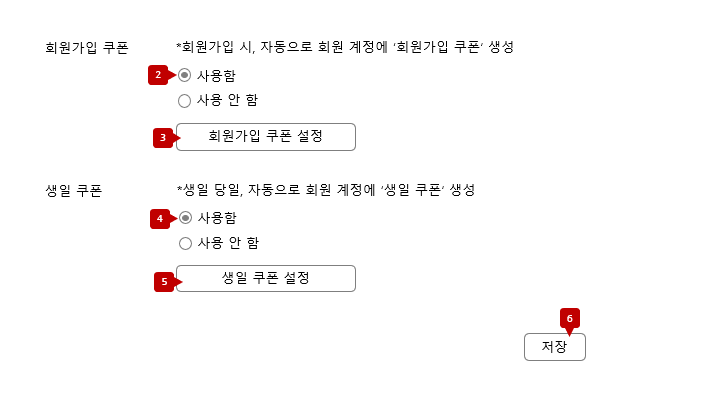 회원가입 쿠폰
*회원가입 시, 자동으로 회원 계정에 ‘회원가입 쿠폰’ 생성
2
사용함
사용 안 함
3
회원가입 쿠폰 설정
생일 쿠폰
*생일 당일, 자동으로 회원 계정에 ‘생일 쿠폰’ 생성
4
사용함
사용 안 함
5
생일 쿠폰 설정
6
저장